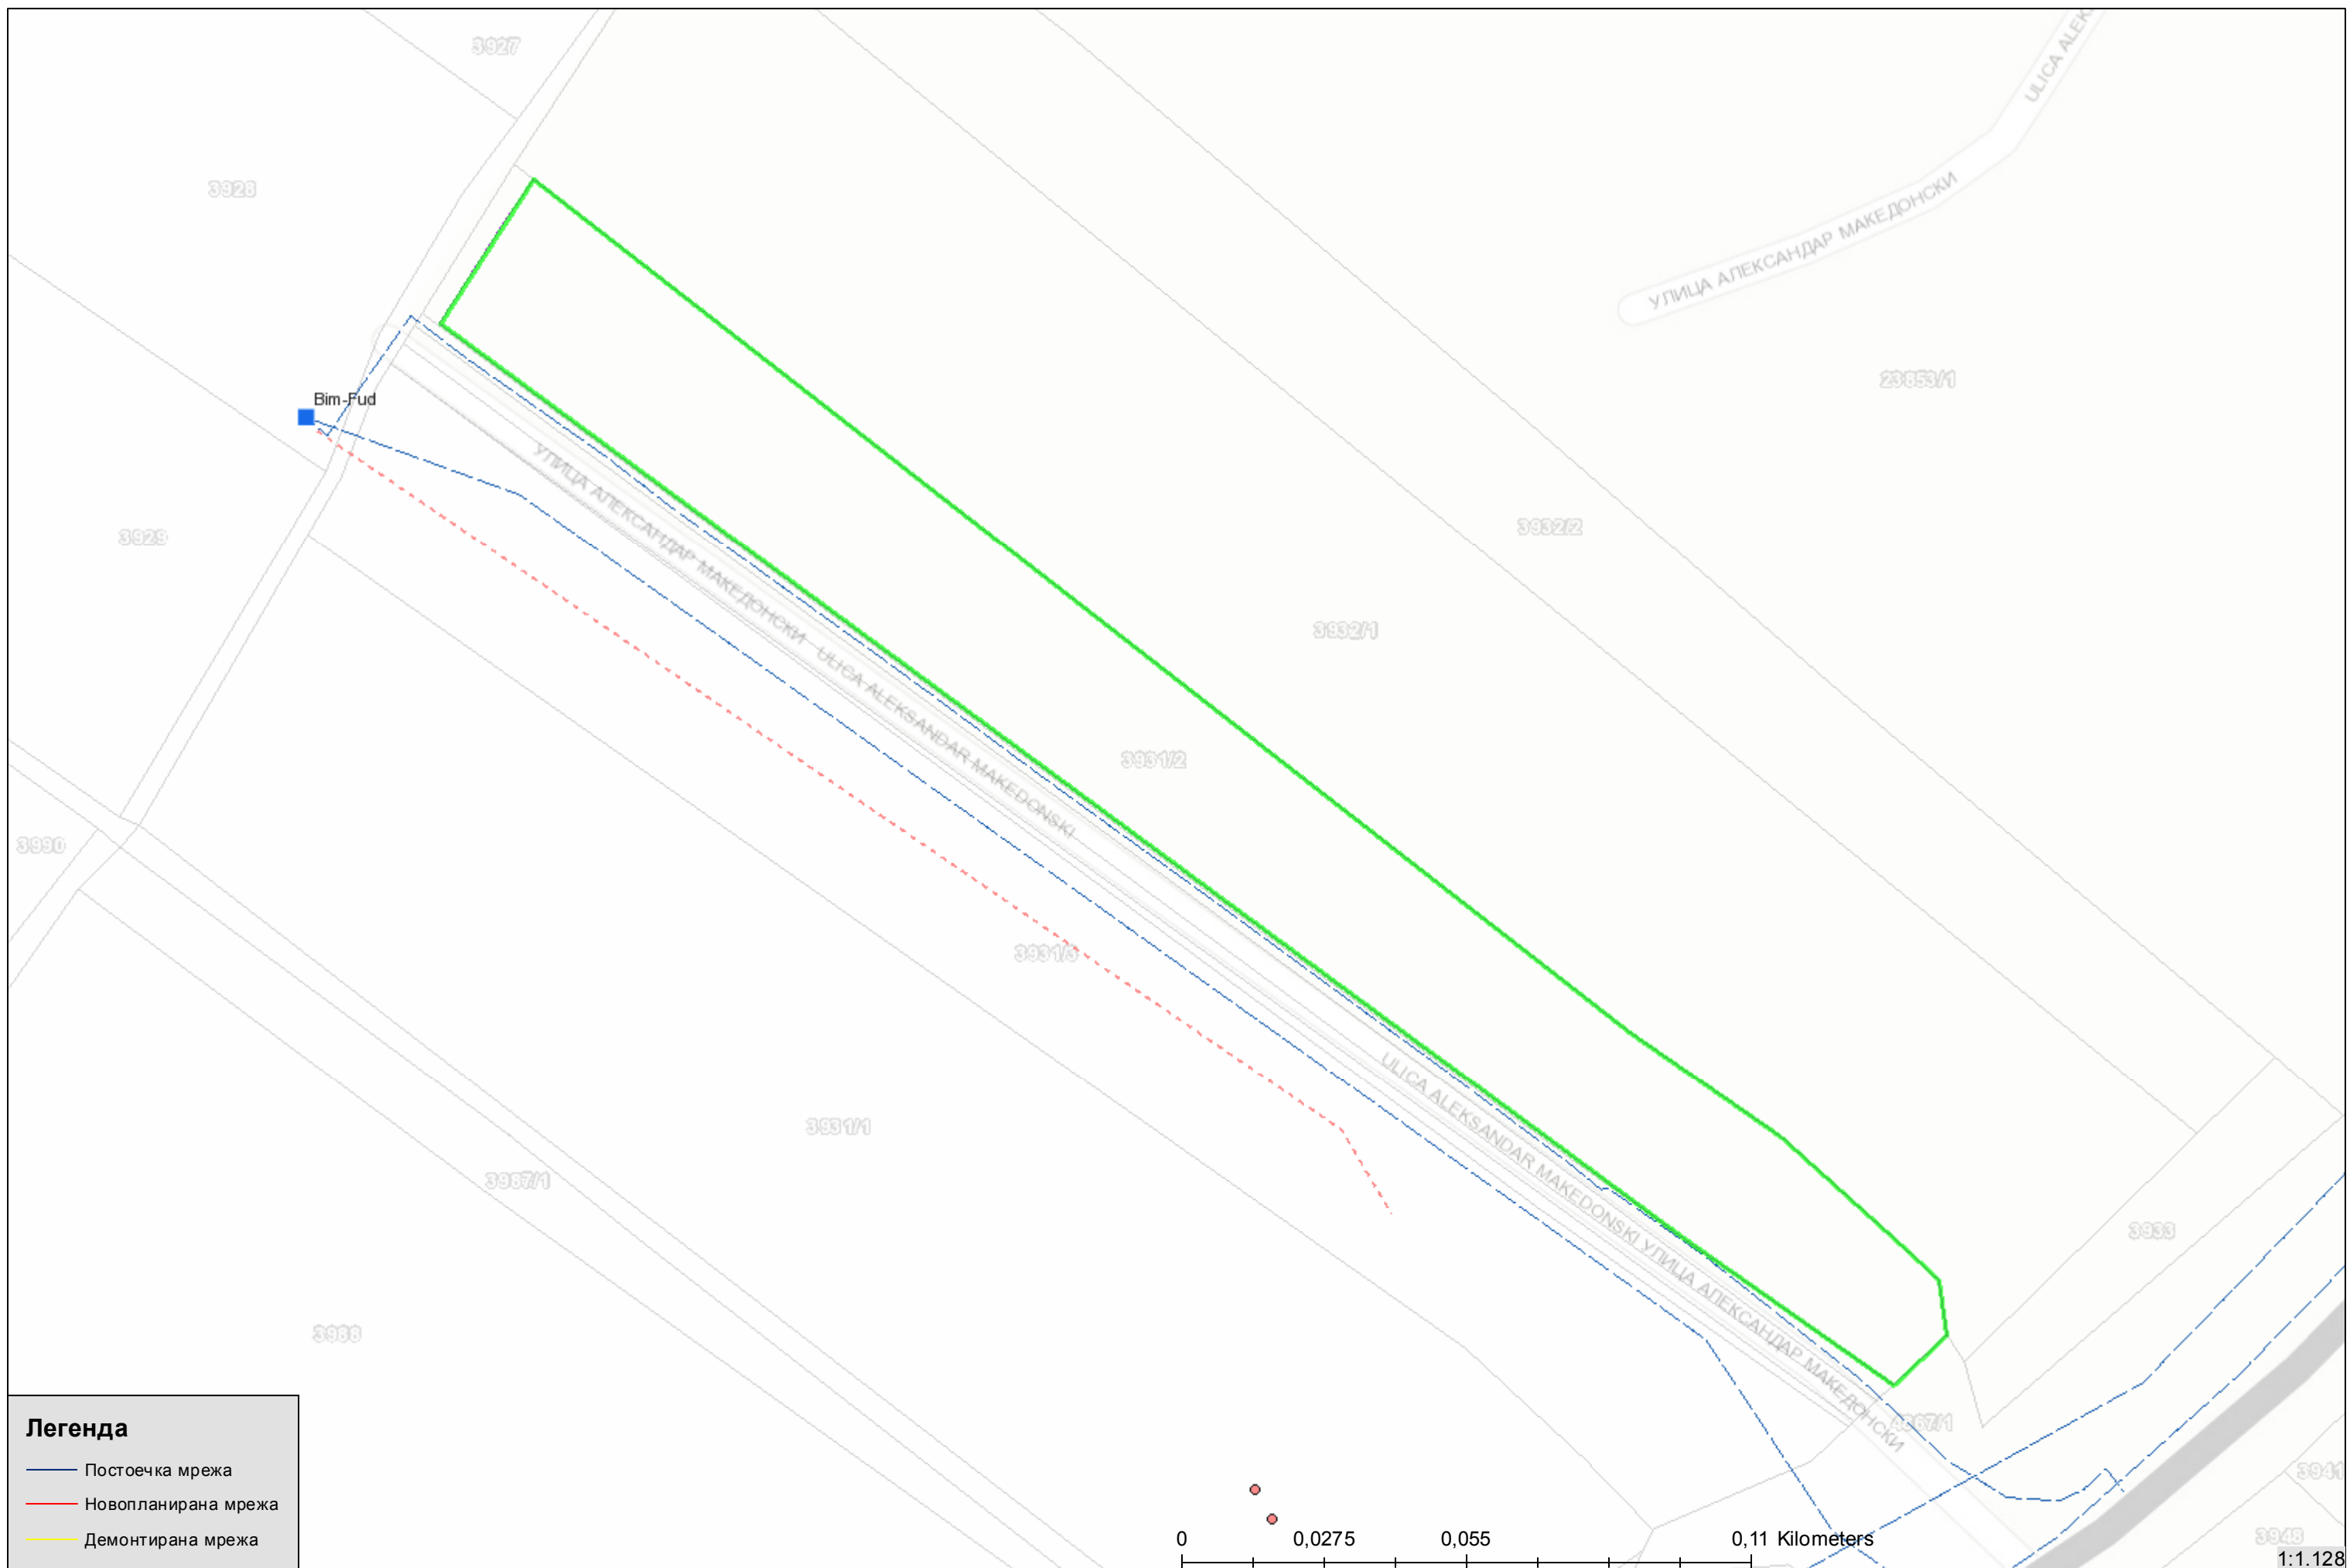 3927
ULICA ALEK
3928
УЛИЦА АЛЕКСАНДАР МАКЕДОНСКИ
23853/1
Bim-Fud
УЛИЦА АЛЕКСАНДАР МАКЕДОНСКИ
ULICA ALEKSANDAR MAKEDONSKI
3932/2
3929
3932/1
3931/2
3990
3931/3
ULICA ALEKSANDAR MAKEDONSKI
УЛИЦА АЛЕКСАНДАР МАКЕДОНСКИ
3931/1
3987/1
3933
3988
3941
3948
Легенда
Постоечка мрежа
Новопланирана мрежа
Демонтирана мрежа
0 0,0275 0,055 0,11 Kilometers
1:1.128